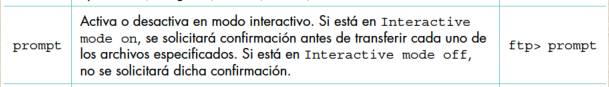 Activa o desactiva en modo interactivo. Si está en Interactive
mode on, se solicitará confirmación antes de transferir cada uno de
prompt
los archivos especificados. Si está en Interactive mode off,
ftp> prompt
no se solicitará dicha confirmación.